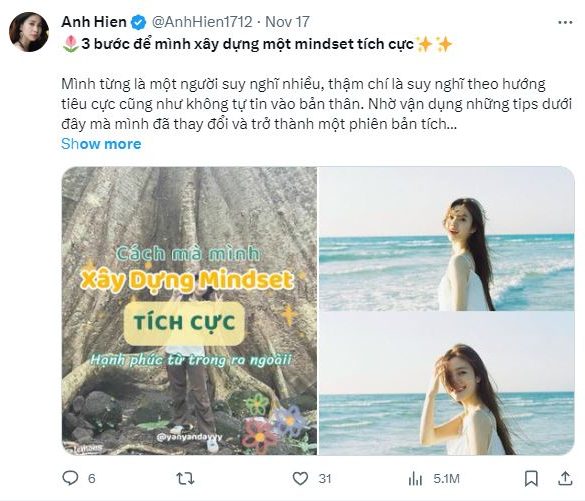 Anh Hien @AnhHien1712 · Nov 17
🌷3 bước để mình xây dựng một mindset tích cực✨✨
Mình từng là một người suy nghĩ nhiều, thậm chí là suy nghĩ theo hướng
tiêu cực cũng như không tự tin vào bản thân. Nhờ vận dụng những tips dưới
đây mà mình đã thay đổi và trở thành một phiên bản tích...
Show more
Cách mà mình
Xây Dựng Mindset
TÍCH CỰC
Hạnh phúc từ trong ra ngoàii
@yanyandayyy
6 31 5.1M